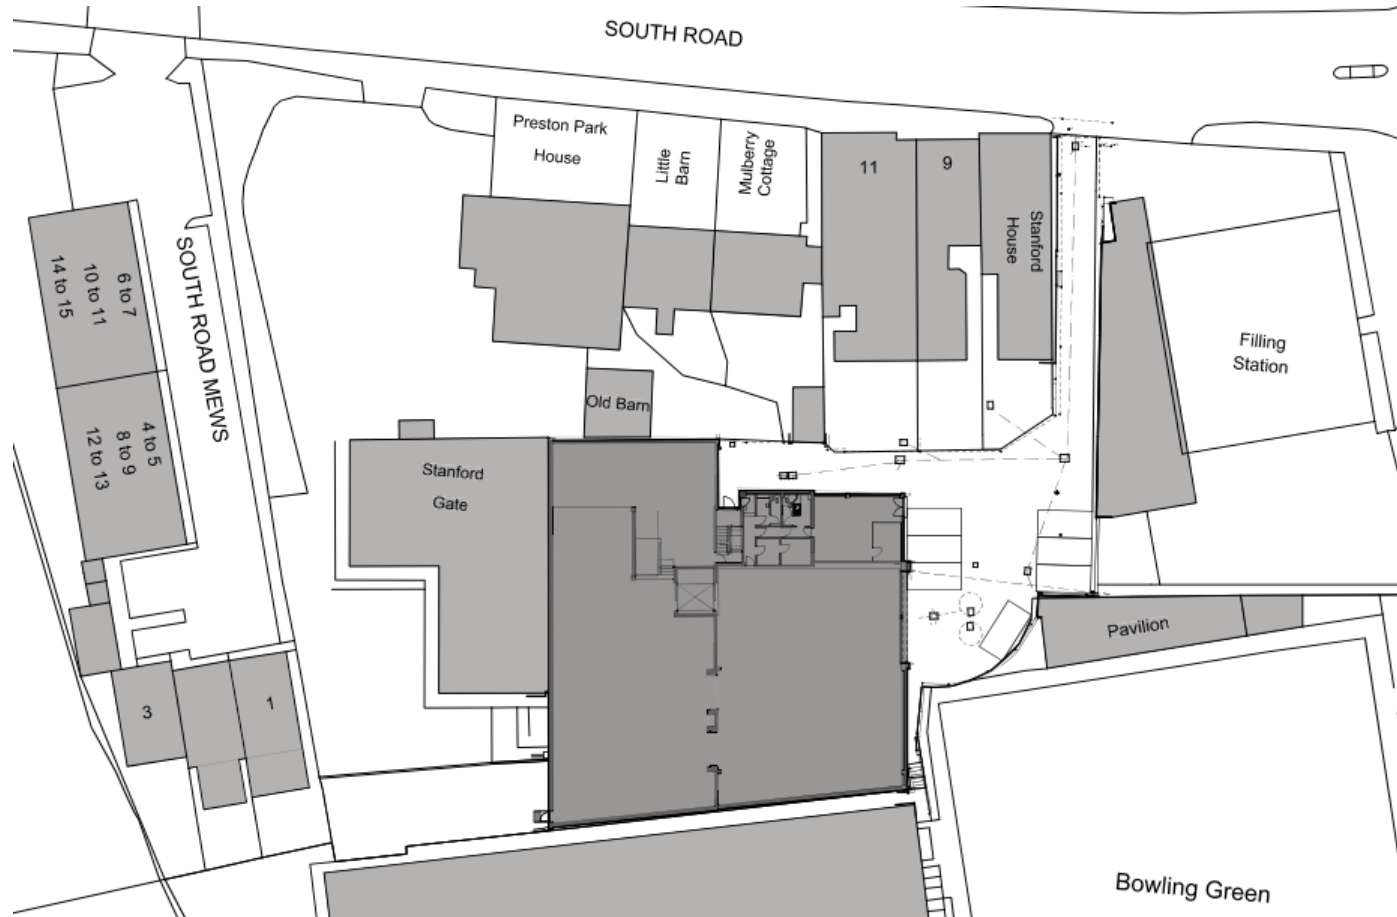 SOUTH ROAD
Preston Park
House
Little
Barn
Mulberry
Cottage
11
9
Stanford
House
6 to 7
10 to 11
14 to 15
SOUTH ROAD MEWS
Filling
Station
4 to 5
8 to 9
12 to 13
Old Barn
Stanford
Gate
Pavilion
3
1
Bowling Green